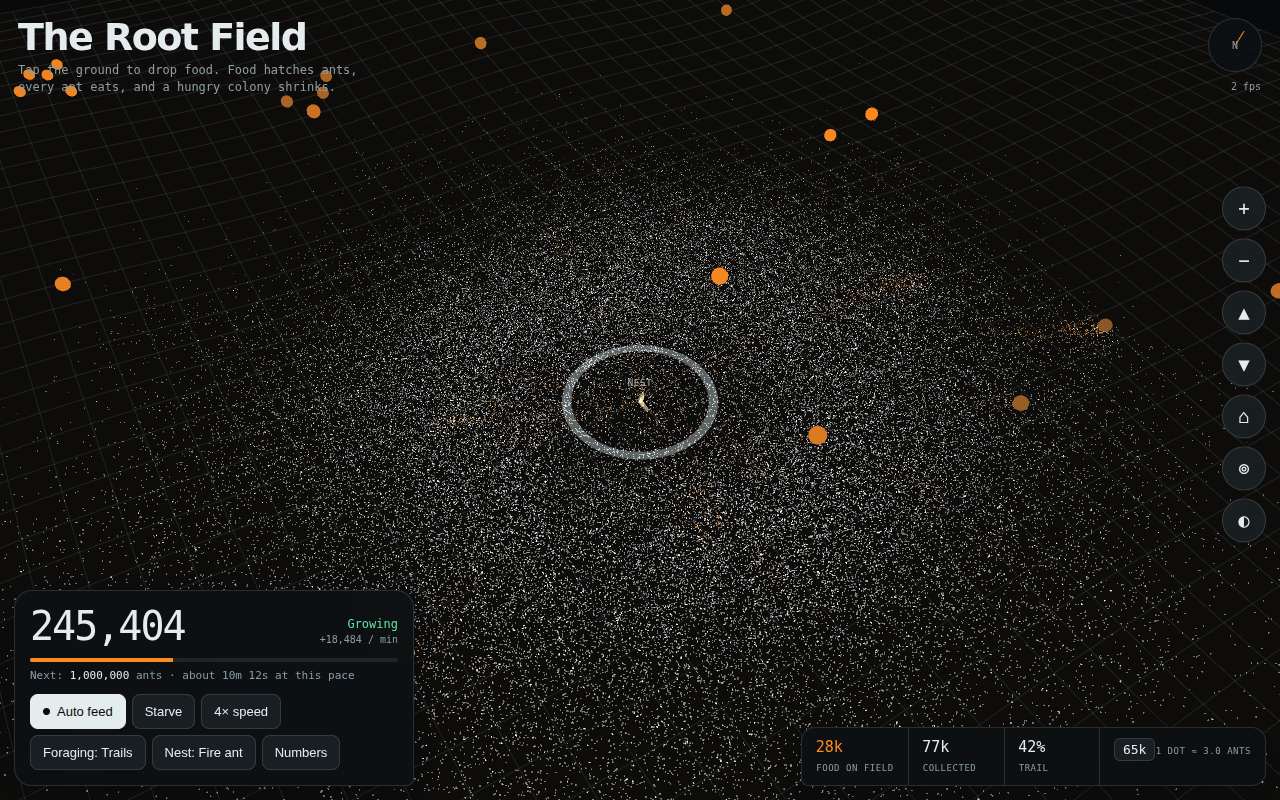 The Root Field
Tap the ground to drop food. Food hatches ants,
every ant eats, and a hungry colony shrinks.
N
2 fps
NEST
245,404
Growing
+18,484 / min
Next: 1,000,000 ants · about 10m 12s at this pace
Auto feed
Starve
4× speed
Foraging: Trails
Nest: Fire ant
Numbers
28k
FOOD ON FIELD
77k
COLLECTED
42%
TRAIL
65k
1 DOT ≈ 3.0 ANTS